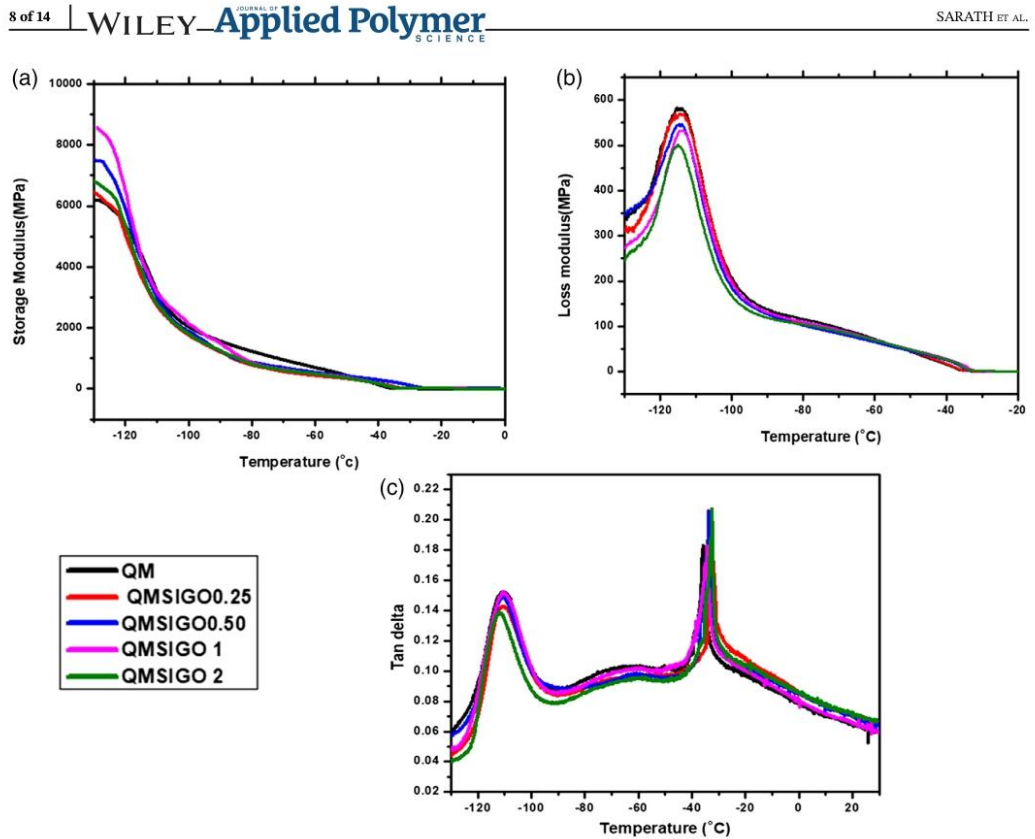 8 of 14 WILEY JOURNAL OF Applied Polymer SCIENCE SARATH ET AL.
(a)
10000
8000
6000
4000
2000
0
Storage Modulus(MPa)
-120 -100 -80 -60 -40 -20 0
Temperature (°c)
(b)
600
500
400
300
200
100
0
Loss modulus(MPa)
-120 -100 -80 -60 -40 -20
Temperature (°C)
QM
QMSIGO0.25
QMSIGO0.50
QMSIGO 1
QMSIGO 2
(c)
0.22
0.20
0.18
0.16
0.14
0.12
0.10
0.08
0.06
0.04
0.02
Tan delta
-120 -100 -80 -60 -40 -20 0 20
Temperature (°C)